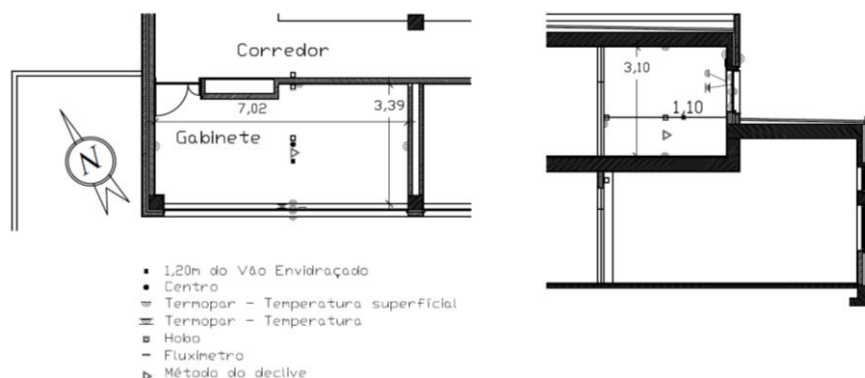 Corredor
7,02
3,39
Gabinete
N
3,10
1,10
1,20m do Vão Envidraçado
Centro
Termopar - Temperatura superficial
Termopar - Temperatura
Hobo
Fluximetro
Método do declive